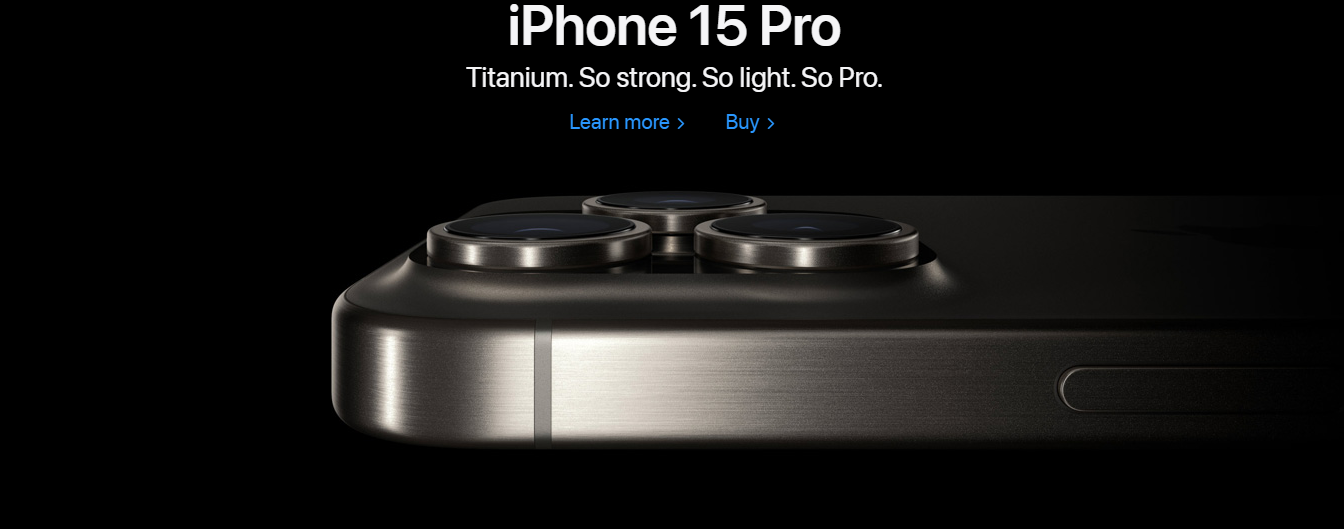 iPhone 15 Pro
Titanium. So strong. So light. So Pro.
Learn more > Buy >